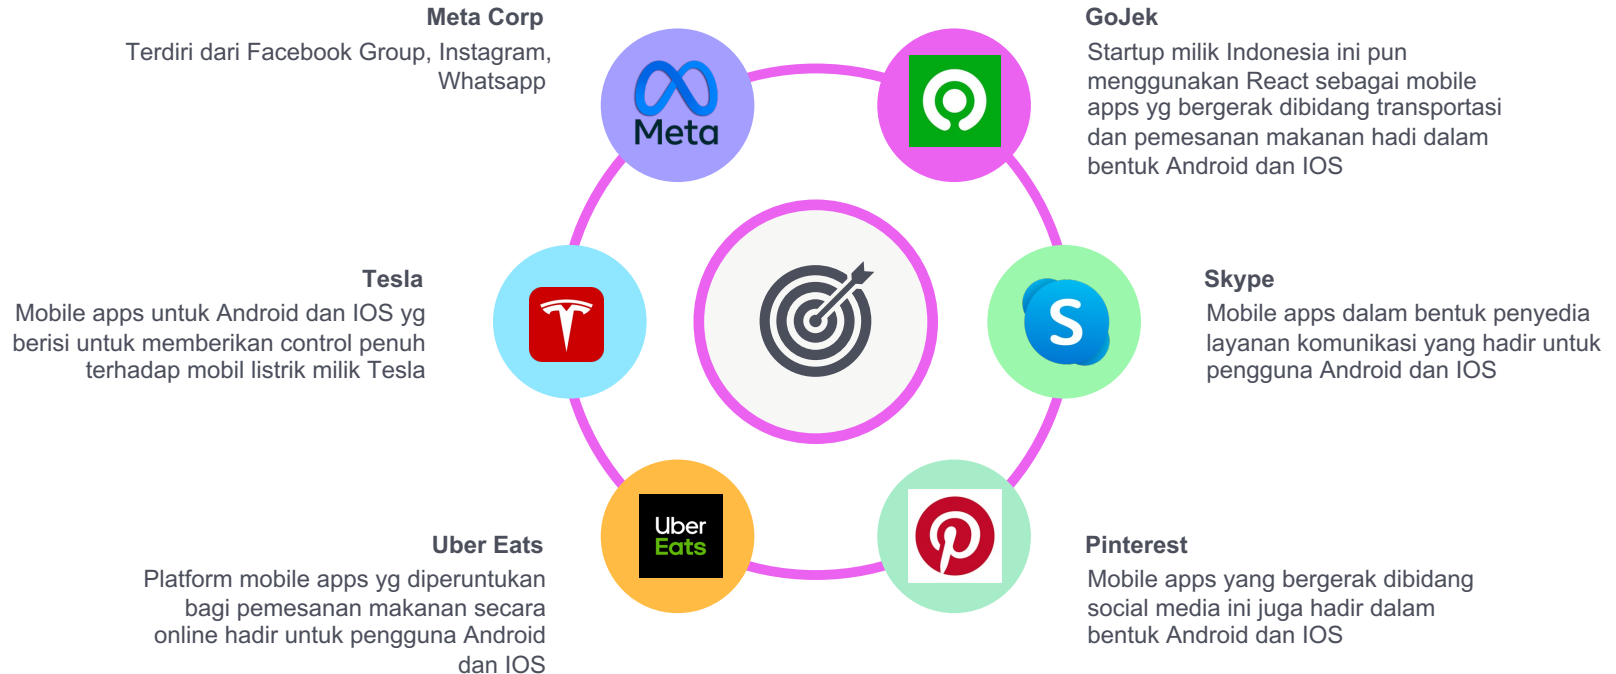 Meta Corp
Terdiri dari Facebook Group, Instagram,
Whatsapp
Meta
GoJek
Startup milik Indonesia ini pun
menggunakan React sebagai mobile
apps yg bergerak dibidang transportasi
dan pemesanan makanan hadi dalam
bentuk Android dan IOS
Tesla
Mobile apps untuk Android dan IOS yg
berisi untuk memberikan control penuh
terhadap mobil listrik milik Tesla
S
Skype
Mobile apps dalam bentuk penyedia
layanan komunikasi yang hadir untuk
pengguna Android dan IOS
Uber Eats
Platform mobile apps yg diperuntukan
bagi pemesanan makanan secara
online hadir untuk pengguna Android
dan IOS
Uber
Eats
Pinterest
Mobile apps yang bergerak dibidang
social media ini juga hadir dalam
bentuk Android dan IOS